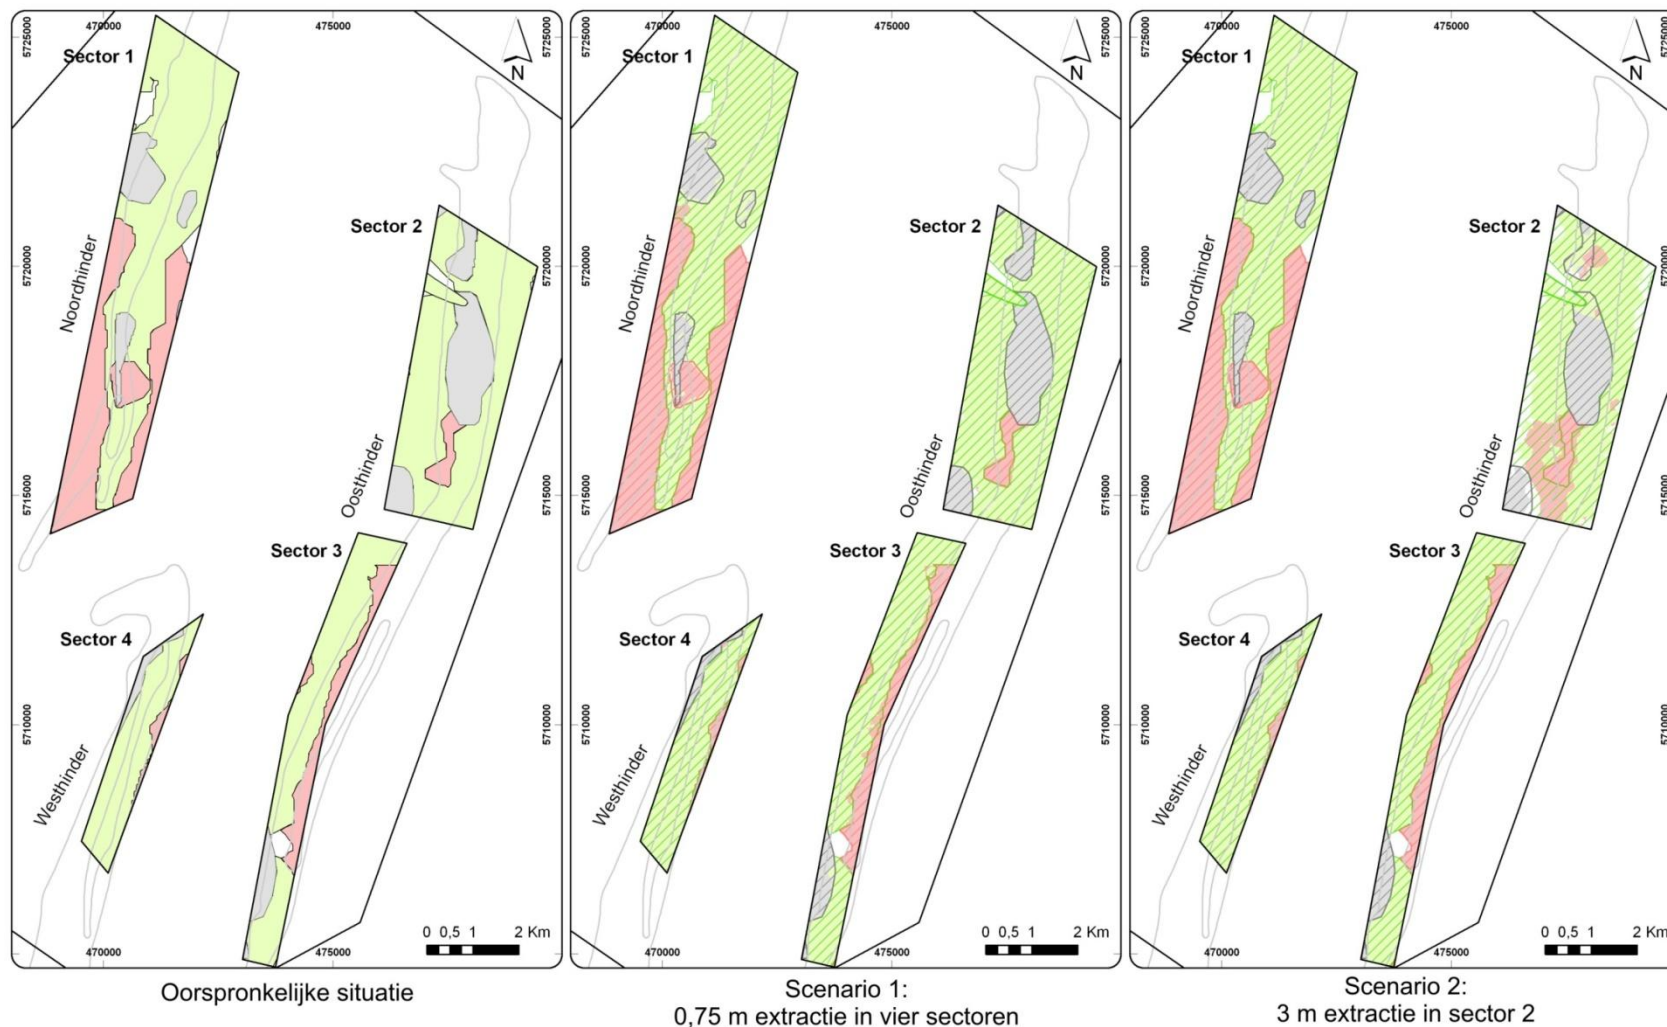 470000
475000
5725000
5725000
Sector 1
N
Sector 2
5720000
5720000
Noordhinder
5715000
5715000
Oosthinder
Sector 3
Sector 4
5710000
5710000
Westhinder
0 0,5 1 2 Km
470000
475000
Oorspronkelijke situatie
470000
475000
5725000
5725000
Sector 1
N
Sector 2
5720000
5720000
Noordhinder
5715000
5715000
Oosthinder
Sector 3
Sector 4
5710000
5710000
Westhinder
0 0,5 1 2 Km
470000
475000
Scenario 1:
0,75 m extractie in vier sectoren
470000
475000
5725000
5725000
Sector 1
N
Sector 2
5720000
5720000
Noordhinder
5715000
5715000
Oosthinder
Sector 3
Sector 4
5710000
5710000
Westhinder
0 0,5 1 2 Km
470000
475000
Scenario 2:
3 m extractie in sector 2